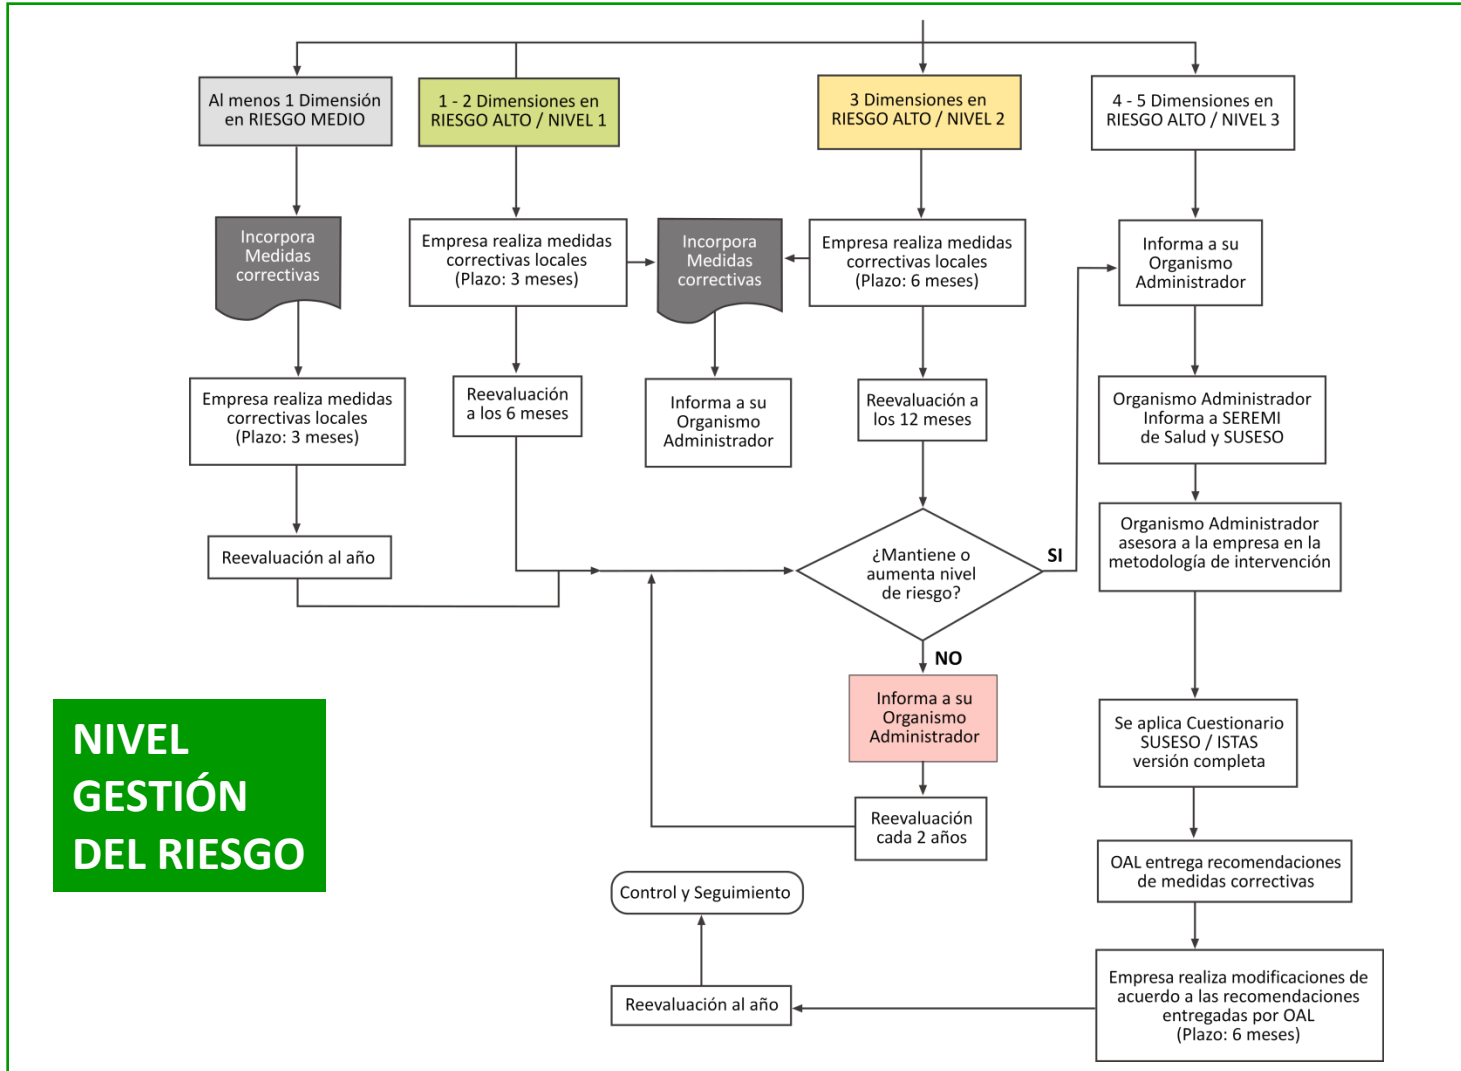 Al menos 1 Dimensión
en RIESGO MEDIO
1 - 2 Dimensiones en
RIESGO ALTO / NIVEL 1
3 Dimensiones en
RIESGO ALTO / NIVEL 2
4 - 5 Dimensiones en
RIESGO ALTO / NIVEL 3
Incorpora
Medidas
correctivas
Empresa realiza medidas
correctivas locales
(Plazo: 3 meses)
Incorpora
Medidas
correctivas
Empresa realiza medidas
correctivas locales
(Plazo: 6 meses)
Informa a su
Organismo
Administrador
Empresa realiza medidas
correctivas locales
(Plazo: 3 meses)
Reevaluación
a los 6 meses
Informa a su
Organismo
Administrador
Reevaluación a
los 12 meses
Organismo Administrador
Informa a SEREMI
de Salud y SUSESO
Reevaluación al año
¿Mantiene o
aumenta nivel
de riesgo?
SI
NO
Organismo Administrador
asesora a la empresa en la
metodología de intervención
Informa a su
Organismo
Administrador
Se aplica Cuestionario
SUSESO / ISTAS
versión completa
NIVEL
GESTIÓN
DEL RIESGO
Reevaluación
cada 2 años
OAL entrega recomendaciones
de medidas correctivas
Control y Seguimiento
Reevaluación al año
Empresa realiza modificaciones de
acuerdo a las recomendaciones
entregadas por OAL
(Plazo: 6 meses)